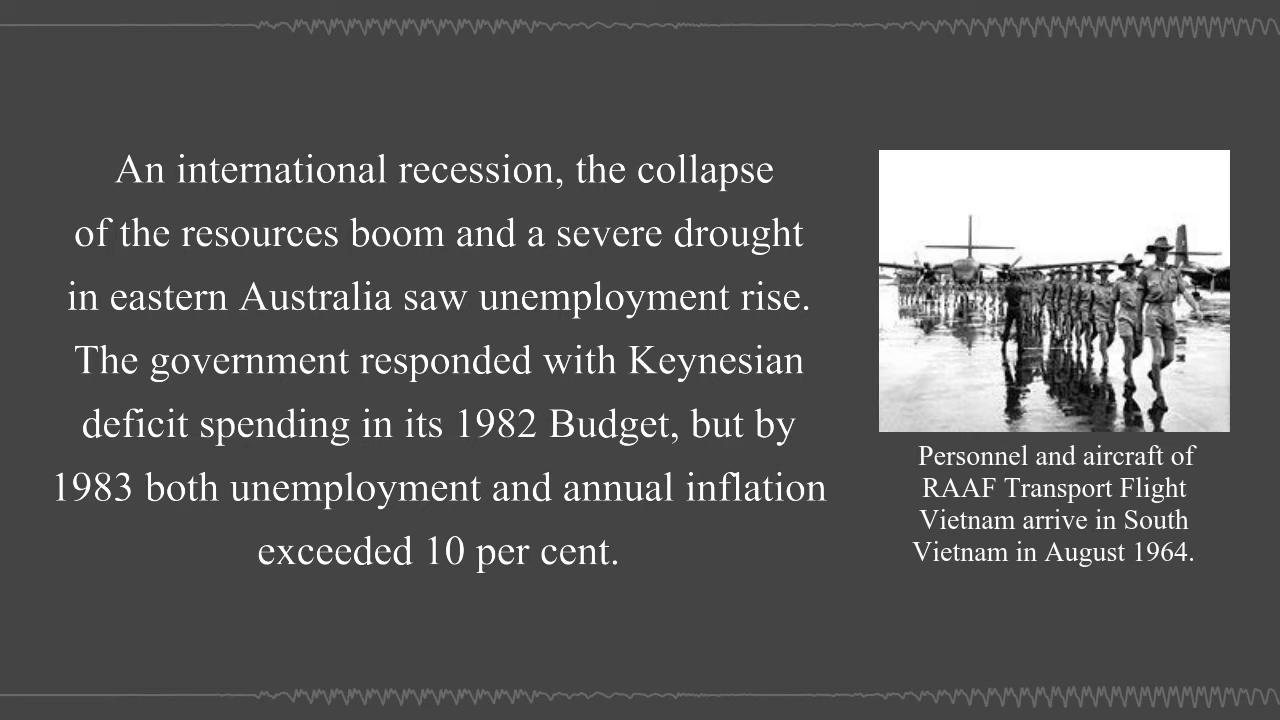 An international recession, the collapse
of the resources boom and a severe drought
in eastern Australia saw unemployment rise.
The government responded with Keynesian
deficit spending in its 1982 Budget, but by
1983 both unemployment and annual inflation
exceeded 10 per cent.
Personnel and aircraft of
RAAF Transport Flight
Vietnam arrive in South
Vietnam in August 1964.